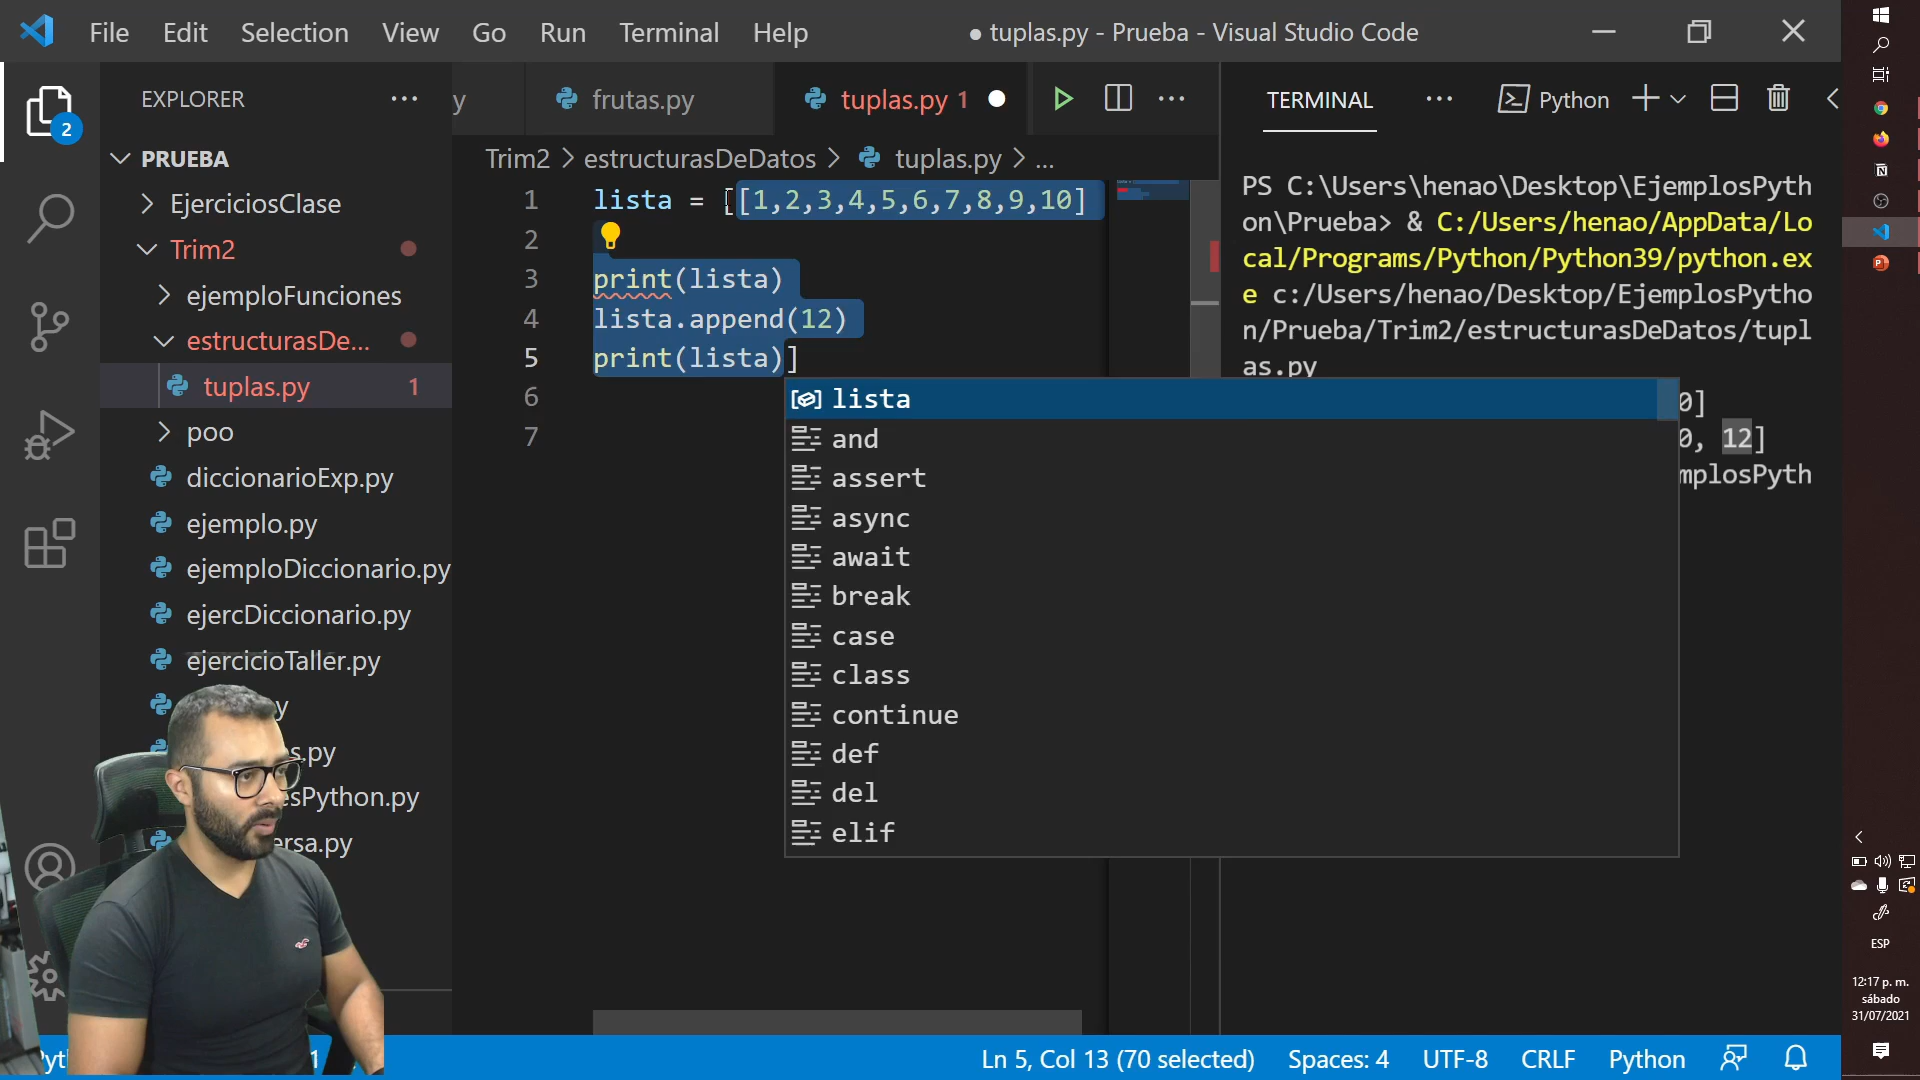 File Edit Selection View Go Run Terminal Help
● tuplas.py - Prueba - Visual Studio Code
EXPLORER
2
PRUEBA
EjerciciosClase
Trim2
ejemploFunciones
estructurasDe...
tuplas.py 1
poo
diccionarioExp.py
ejemplo.py
ejemploDiccionario.py
ejercDiccionario.py
ejercicioTaller.py
y
s.py
esPython.py
ersa.py
y frutas.py tuplas.py 1
Trim2 > estructurasDeDatos > tuplas.py > ...
1 lista = [[1,2,3,4,5,6,7,8,9,10]
2
3 print(lista)
4 lista.append(12)
5 print(lista)]
6
7
lista
and
assert
async
await
break
case
class
continue
def
del
elif
TERMINAL Python
PS C:\Users\henao\Desktop\EjemplosPyth
on\Prueba> & C:/Users/henao/AppData/Lo
cal/Programs/Python/Python39/python.ex
e c:/Users/henao/Desktop/EjemplosPytho
n/Prueba/Trim2/estructurasDeDatos/tupl
as.py
0]
0, 12]
mplosPyth
Ln 5, Col 13 (70 selected) Spaces: 4 UTF-8 CRLF Python
ESP
12:17 p. m.
sábado
31/07/2021